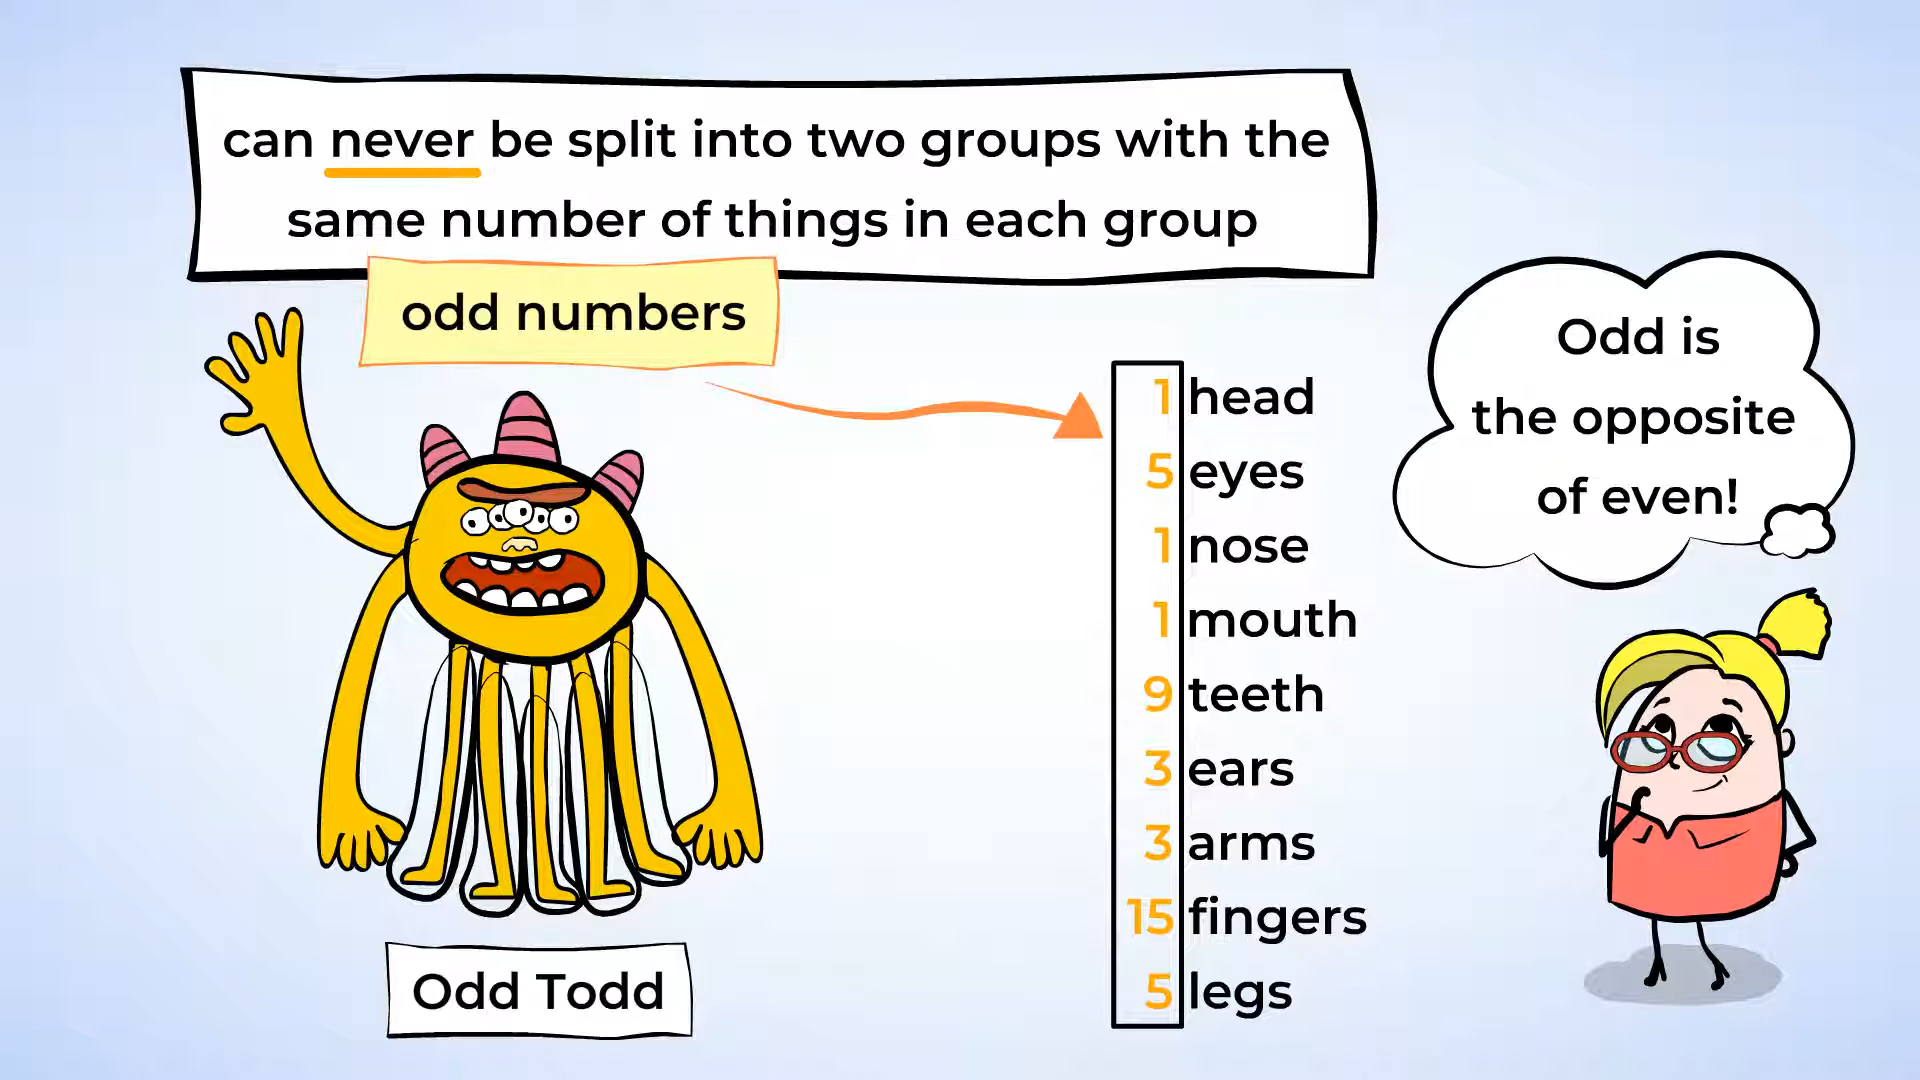 can never be split into two groups with the
same number of things in each group
odd numbers
1 head
5 eyes
1 nose
1 mouth
9 teeth
3 ears
3 arms
15 fingers
5 legs
Odd is
the opposite
of even!
Odd Todd